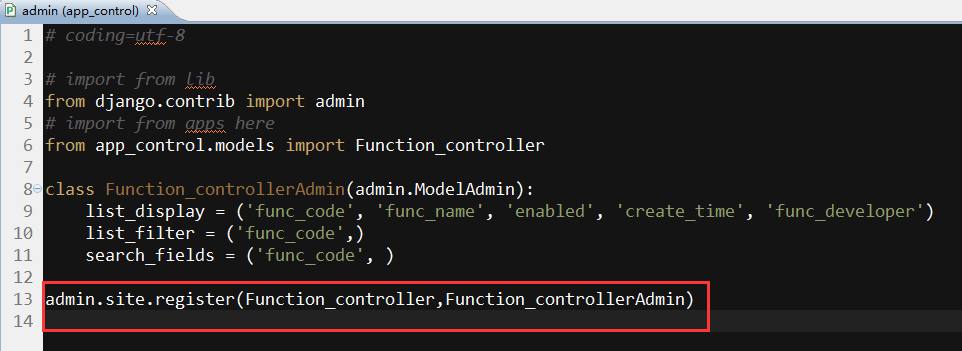 admin (app_control)
1 # coding=utf-8
2
3 # import from lib
4 from django.contrib import admin
5 # import from apps here
6 from app_control.models import Function_controller
7
8 class Function_controllerAdmin(admin.ModelAdmin):
9     list_display = ('func_code', 'func_name', 'enabled', 'create_time', 'func_developer')
10     list_filter = ('func_code',)
11     search_fields = ('func_code', )
12
13 admin.site.register(Function_controller,Function_controllerAdmin)
14